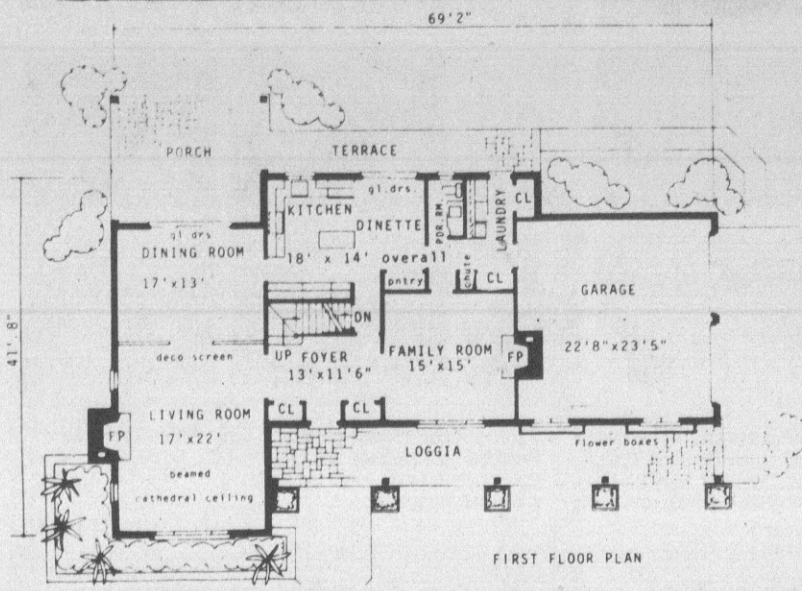 69'2"
PORCH
TERRACE
gl.drs.
KITCHEN
DINETTE
PDR. RM.
LAUNDRY
CL
gl drs
DINING ROOM
18' x 14' overall
17'x13'
pntry
chute
CL
GARAGE
41'.8"
DN
deco screen
UP
FOYER
13'x11'6"
FAMILY ROOM
15'x15'
FP
22'8"x23'5"
LIVING ROOM
17'x22'
CL
CL
FP
LOGGIA
Flower boxes
beamed
cathedral ceiling
FIRST FLOOR PLAN